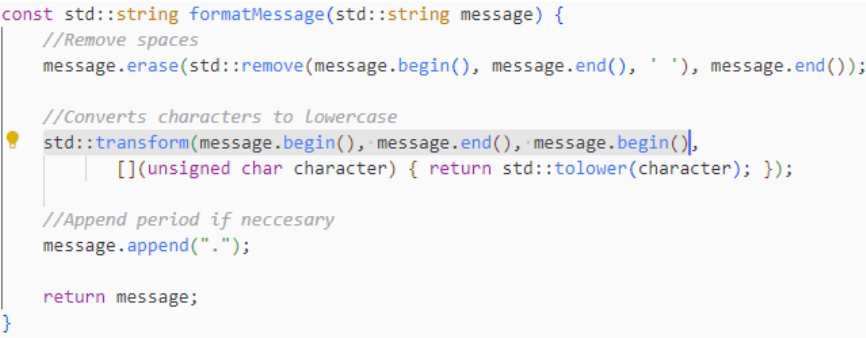 const std::string formatMessage(std::string message) {
//Remove spaces
message.erase(std::remove(message.begin(), message.end(), ' '), message.end());
//Converts characters to lowercase
std::transform(message.begin(), message.end(), message.begin(),
[](unsigned char character) { return std::tolower(character); });
//Append period if neccesary
message.append(".");
return message;
}